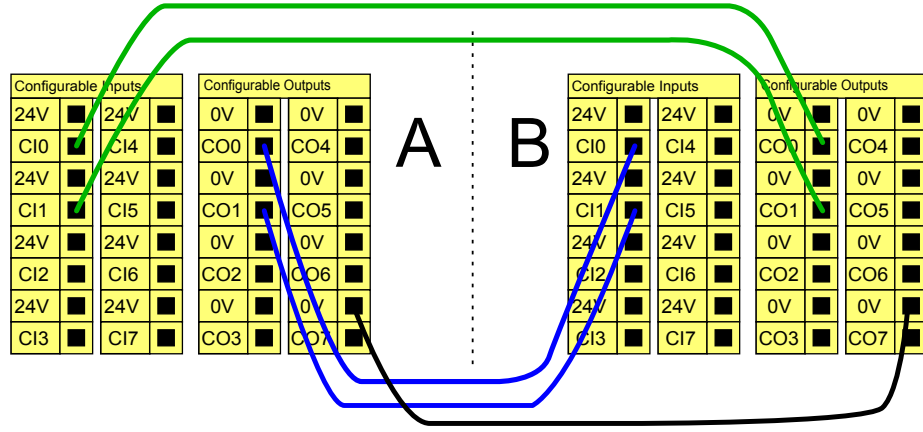 Configurable Inputs Configurable Outputs Configurable Inputs Configurable Outputs
24V 24V 0V 0V 24V 24V 0V 0V
CI0 CI4 CO0 CO4 A B CI0 CI4 CO0 CO4
24V 24V 0V 0V 24V 24V 0V 0V
CI1 CI5 CO1 CO5 CI1 CI5 CO1 CO5
24V 24V 0V 0V 24V 24V 0V 0V
CI2 CI6 CO2 CO6 CI2 CI6 CO2 CO6
24V 24V 0V 0V 24V 24V 0V 0V
CI3 CI7 CO3 CO7 CI3 CI7 CO3 CO7